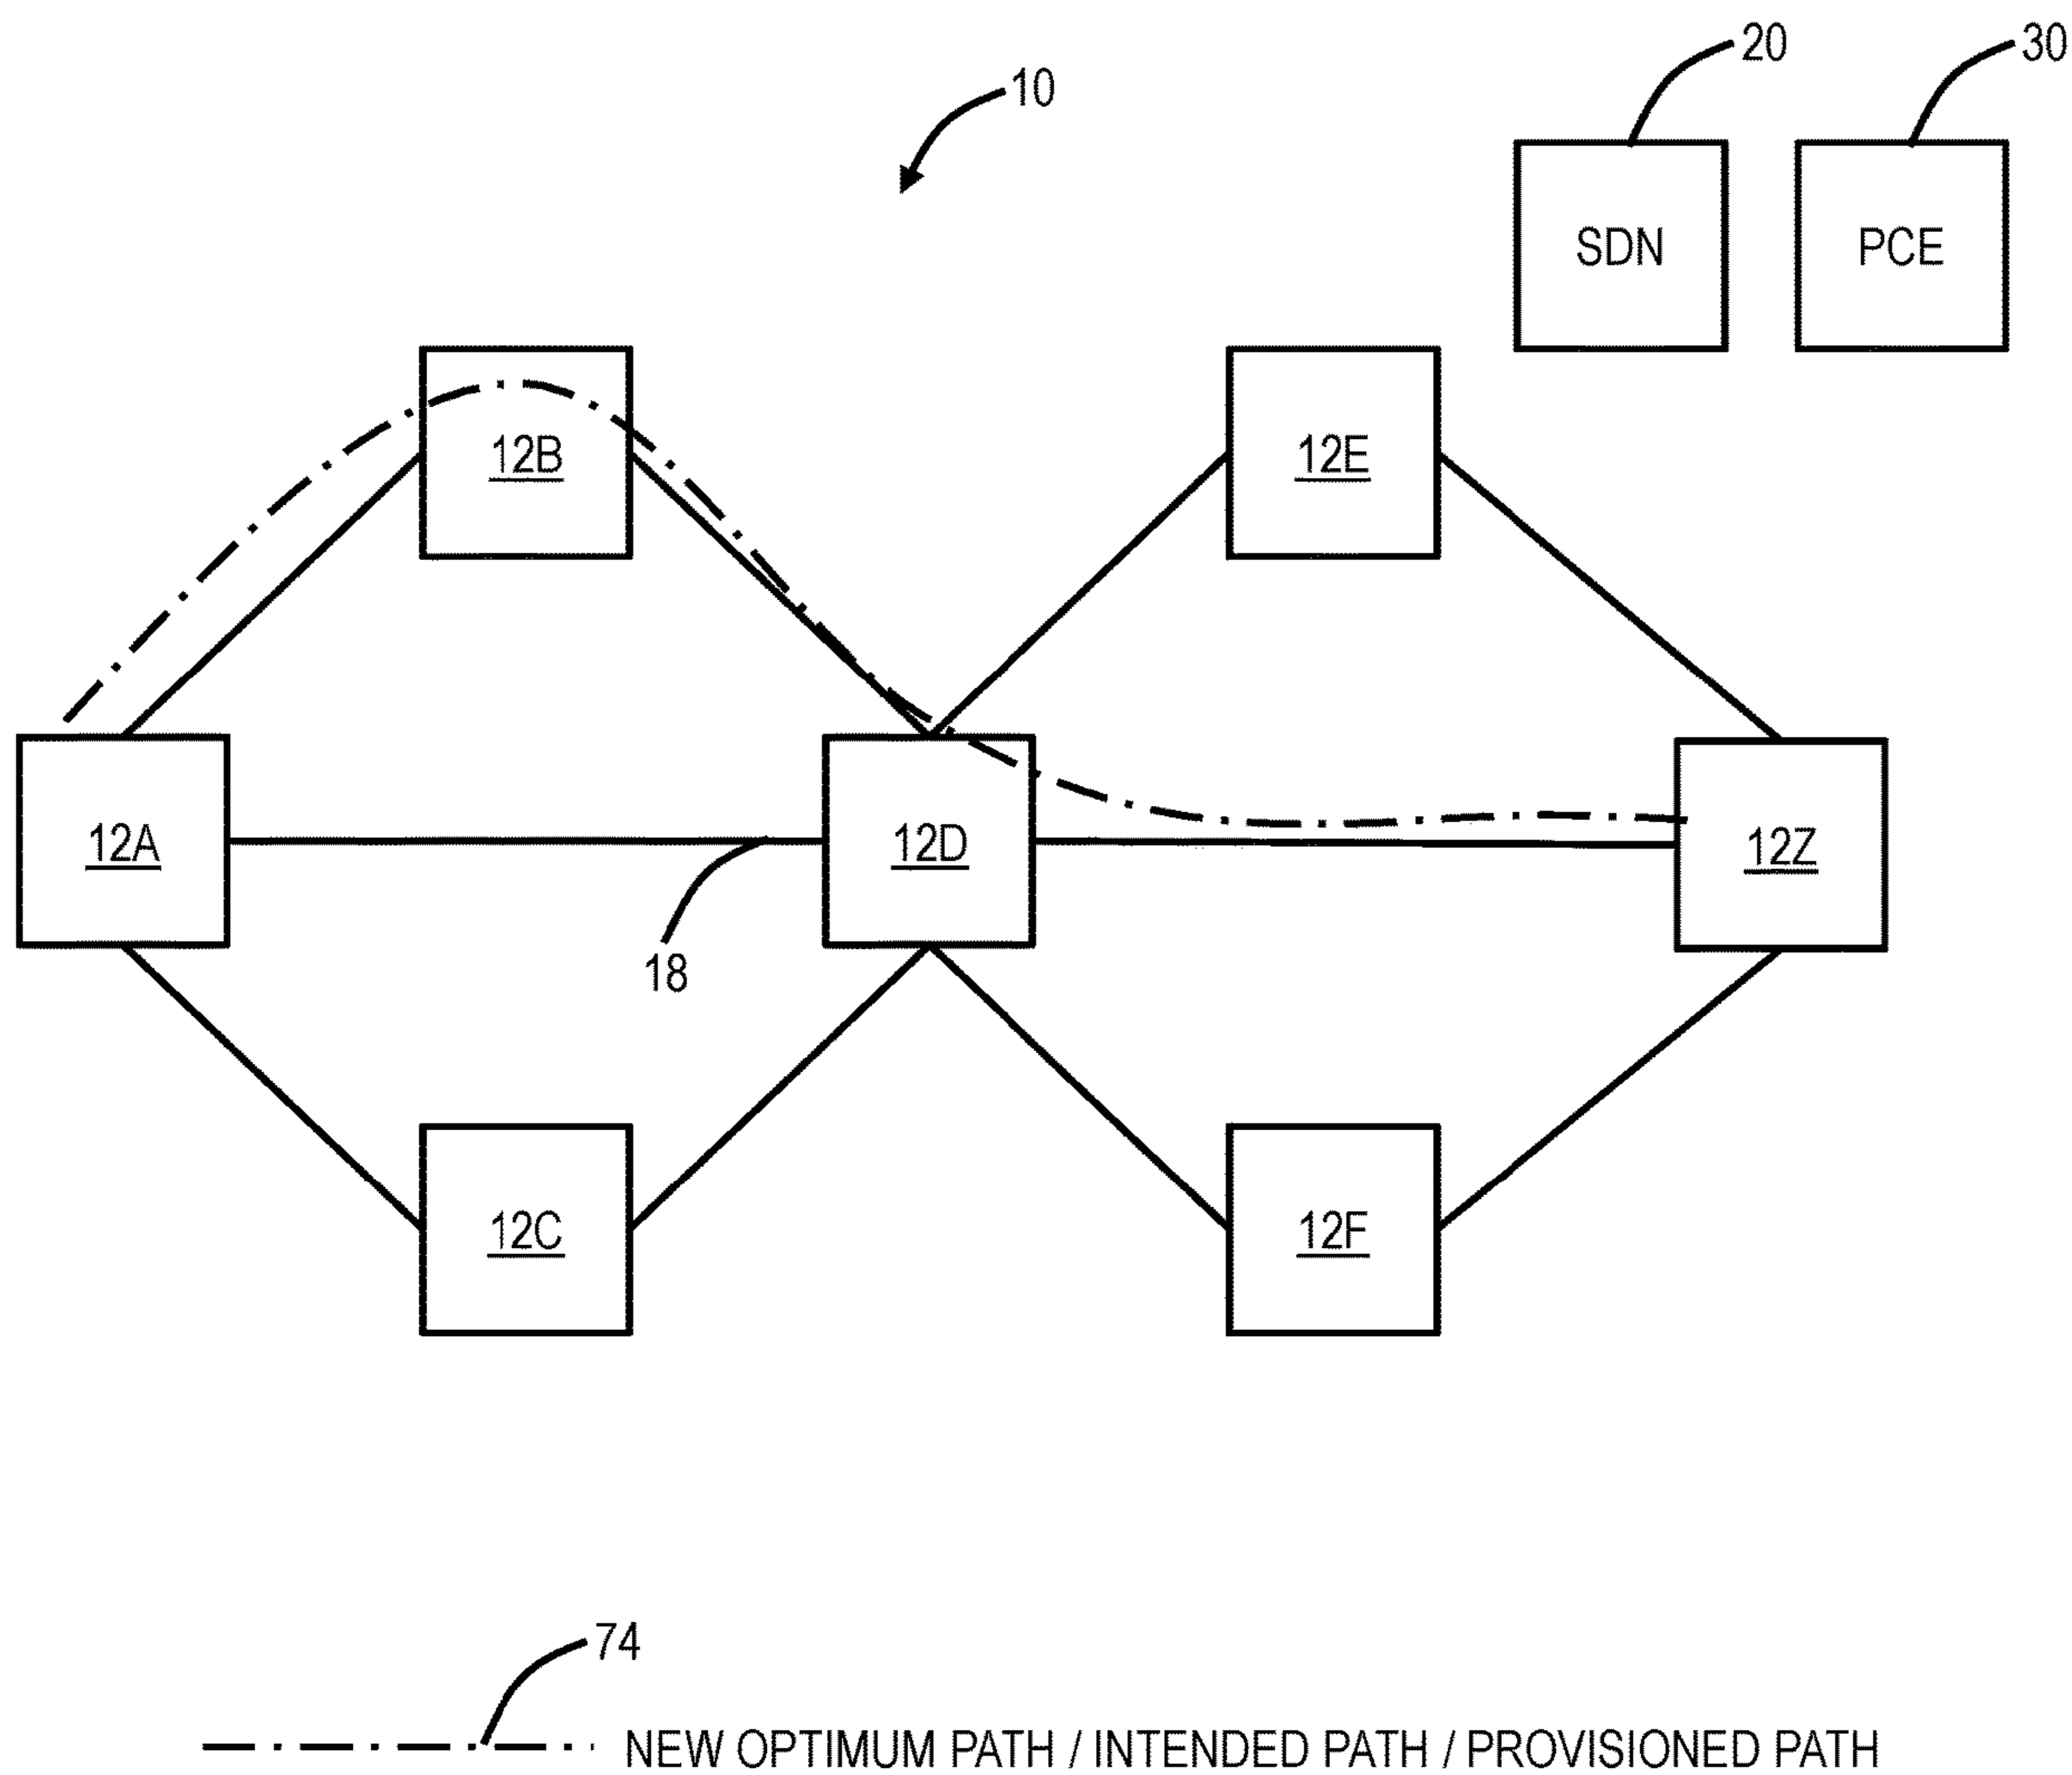 20
30
10
SDN
PCE
12B
12E
12A
12D
12Z
18
12C
12F
74
NEW OPTIMUM PATH / INTENDED PATH / PROVISIONED PATH